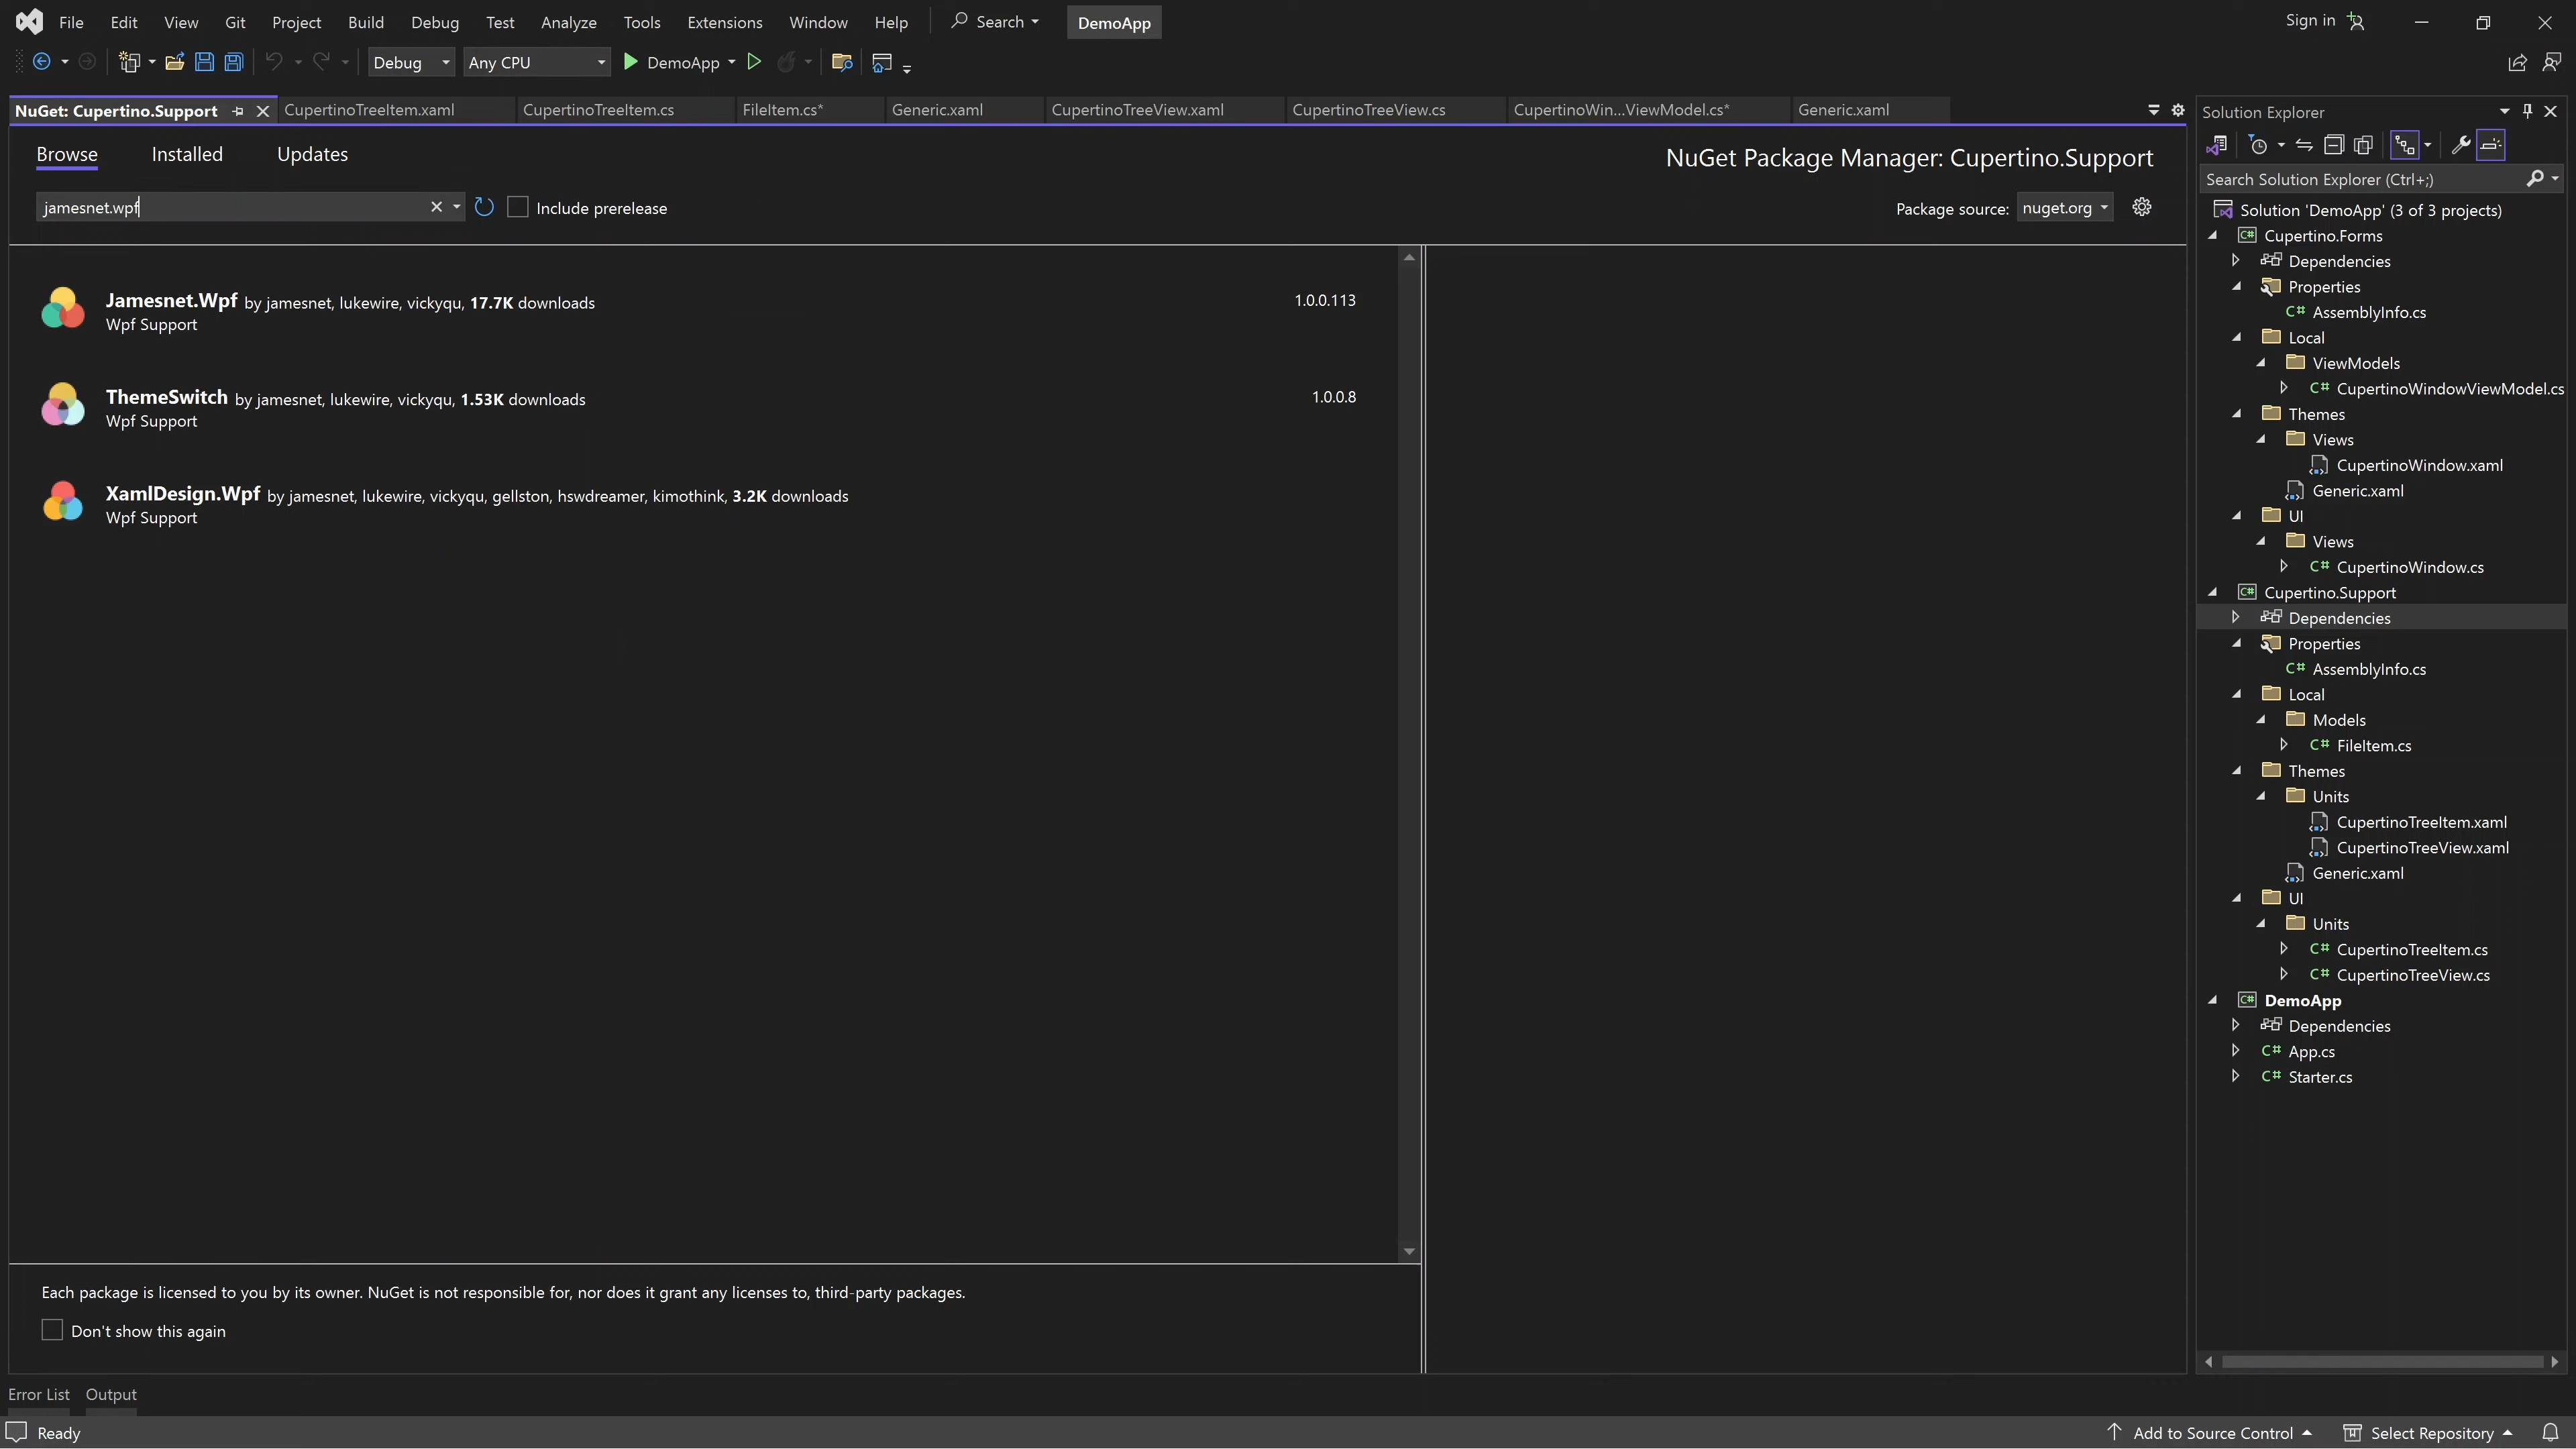 File Edit View Git Project Build Debug Test Analyze Tools Extensions Window Help Search DemoApp Sign in
Debug Any CPU DemoApp
NuGet: Cupertino.Support CupertinoTreeItem.xaml CupertinoTreeItem.cs FileItem.cs* Generic.xaml CupertinoTreeView.xaml CupertinoTreeView.cs CupertinoWin...ViewModel.cs* Generic.xaml
Browse Installed Updates
NuGet Package Manager: Cupertino.Support
jamesnet.wpf Include prerelease
Package source: nuget.org
Jamesnet.Wpf by jamesnet, lukewire, vickyqu, 17.7K downloads 1.0.0.113
Wpf Support
ThemeSwitch by jamesnet, lukewire, vickyqu, 1.53K downloads 1.0.0.8
Wpf Support
XamlDesign.Wpf by jamesnet, lukewire, vickyqu, gellston, hswdreamer, kimothink, 3.2K downloads
Wpf Support
Each package is licensed to you by its owner. NuGet is not responsible for, nor does it grant any licenses to, third-party packages.
Don't show this again
Solution Explorer
Search Solution Explorer (Ctrl+;)
Solution 'DemoApp' (3 of 3 projects)
C# Cupertino.Forms
Dependencies
Properties
C# AssemblyInfo.cs
Local
ViewModels
C# CupertinoWindowViewModel.cs
Themes
Views
CupertinoWindow.xaml
Generic.xaml
UI
Views
C# CupertinoWindow.cs
C# Cupertino.Support
Dependencies
Properties
C# AssemblyInfo.cs
Local
Models
C# FileItem.cs
Themes
Units
CupertinoTreeItem.xaml
CupertinoTreeView.xaml
Generic.xaml
UI
Units
C# CupertinoTreeItem.cs
C# CupertinoTreeView.cs
C# DemoApp
Dependencies
C# App.cs
C# Starter.cs
Error List Output
Ready
Add to Source Control Select Repository